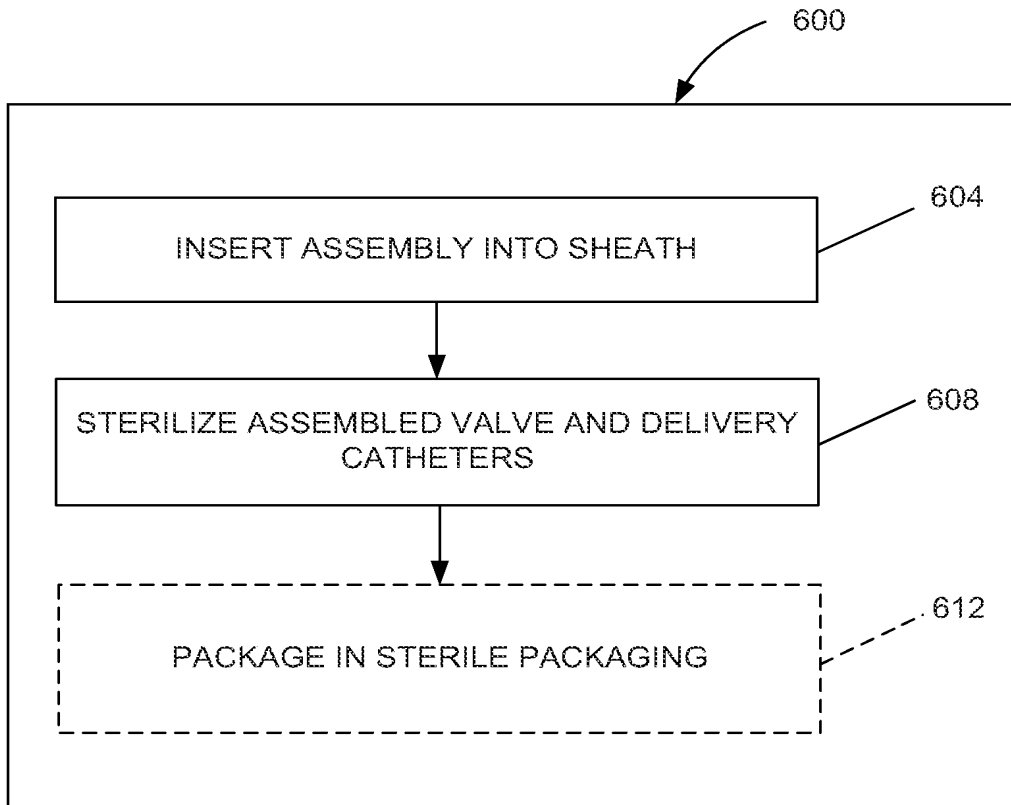 600
604
INSERT ASSEMBLY INTO SHEATH
608
STERILIZE ASSEMBLED VALVE AND DELIVERY
CATHETERS
612
PACKAGE IN STERILE PACKAGING